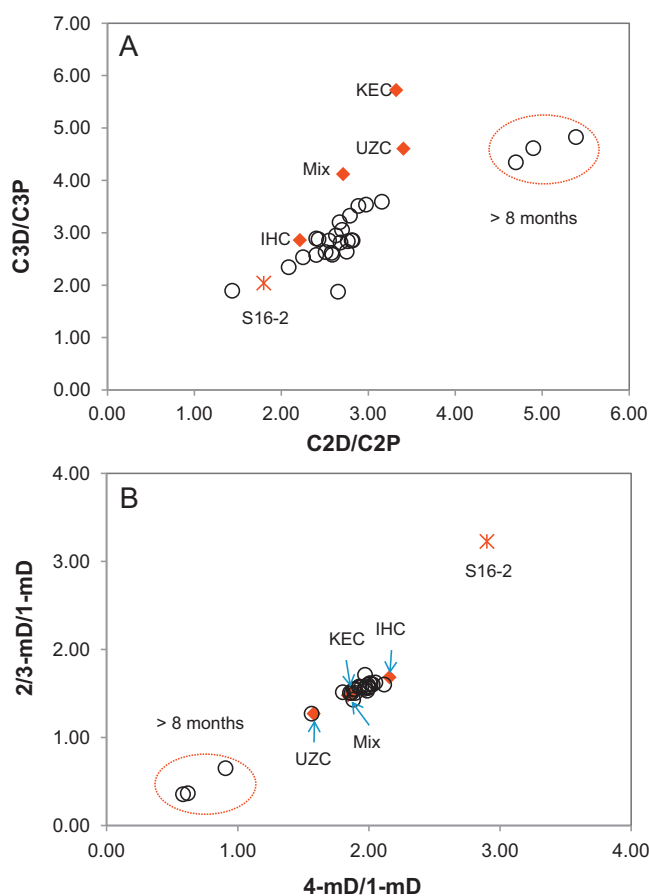 7.00
A
6.00
KEC
5.00
UZC
Mix
4.00
> 8 months
C3D/C3P
3.00
IHC
2.00
S16-2
1.00
0.00
0.00 1.00 2.00 3.00 4.00 5.00 6.00
C2D/C2P
4.00
B
3.00
S16-2
2/3-mD/1-mD
KEC
IHC
2.00
> 8 months
Mix
1.00
UZC
0.00
0.00 1.00 2.00 3.00 4.00
4-mD/1-mD